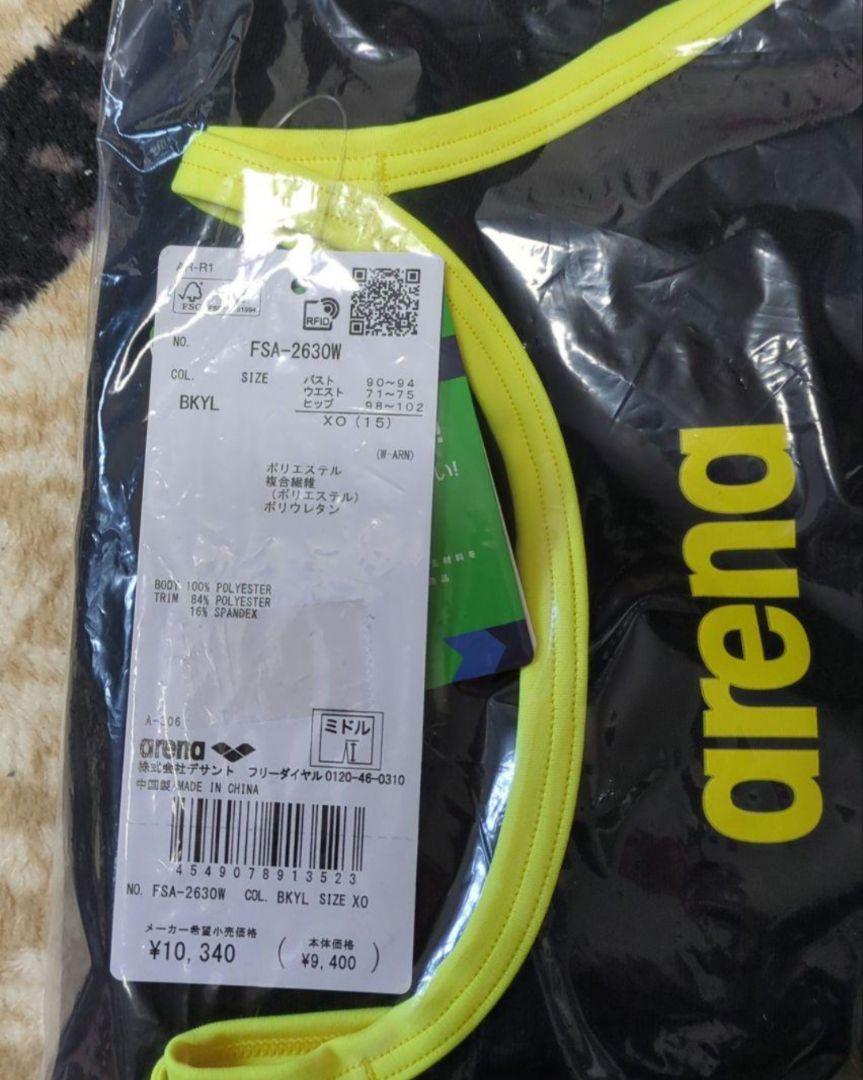 AR-R1
FSC
RFID
NO. FSA-2630W
COL. SIZE バスト 90~94
ウエスト 71~75
BKYL ヒップ 98~102
XO (15)
(W-ARN)
ポリエステル
複合繊維
(ポリエステル)
ポリウレタン
BODY 100% POLYESTER
TRIM 84% POLYESTER
16% SPANDEX
A-306
ミドル
arena
株式会社デサント フリーダイヤル 0120-46-0310
中国製/MADE IN CHINA
4549078913523
NO. FSA-2630W COL. BKYL SIZE XO
メーカー希望小売価格
¥10,340 ( 本体価格 ¥9,400 )
い!
材料を
品
arena